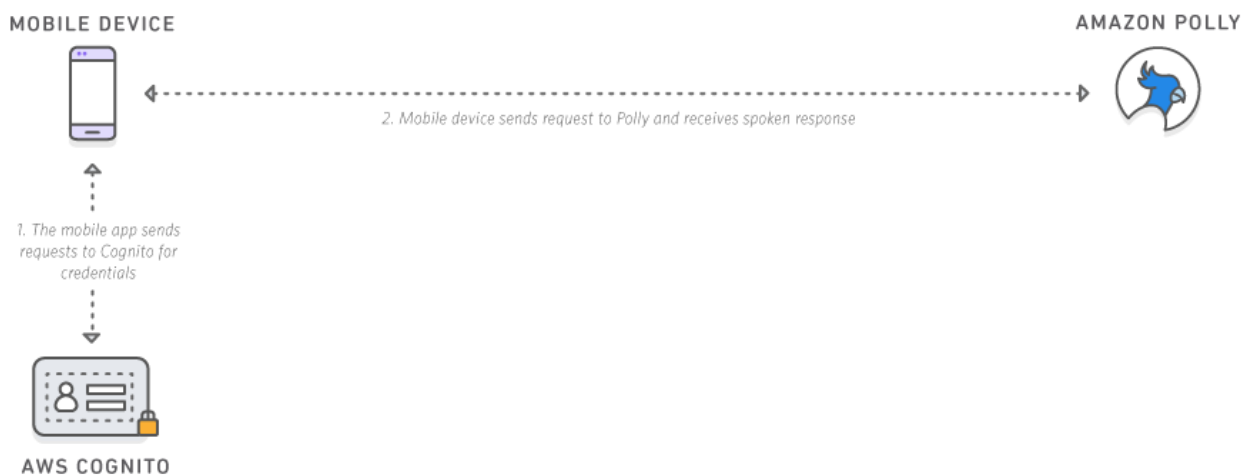 MOBILE DEVICE
AMAZON POLLY
2. Mobile device sends request to Polly and receives spoken response
1. The mobile app sends
requests to Cognito for
credentials
AWS COGNITO